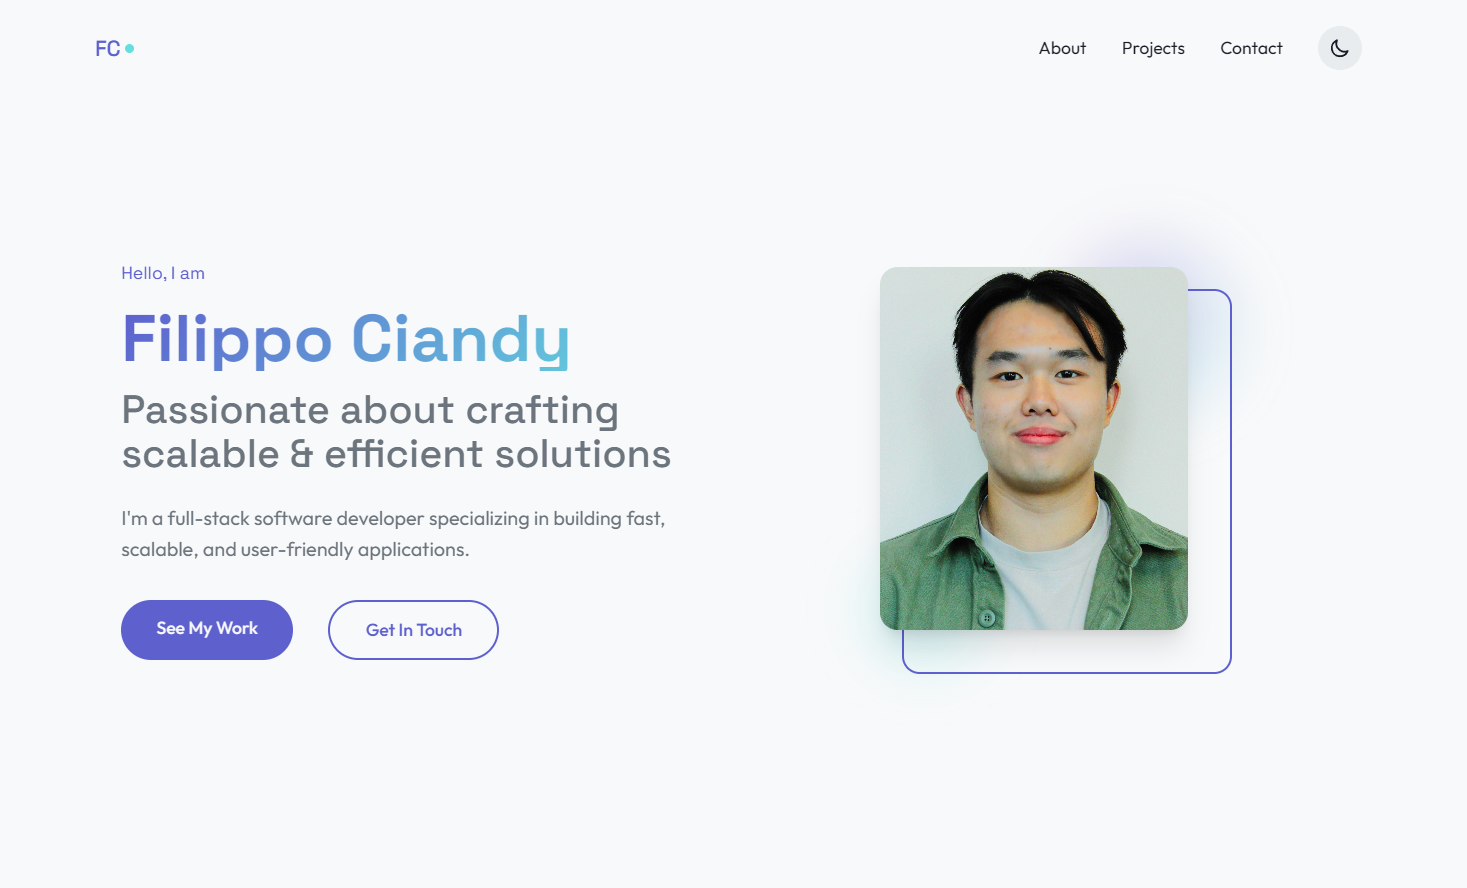 FC
About Projects Contact
Hello, I am
Filippo Ciandy
Passionate about crafting
scalable & efficient solutions
I'm a full-stack software developer specializing in building fast,
scalable, and user-friendly applications.
See My Work Get In Touch